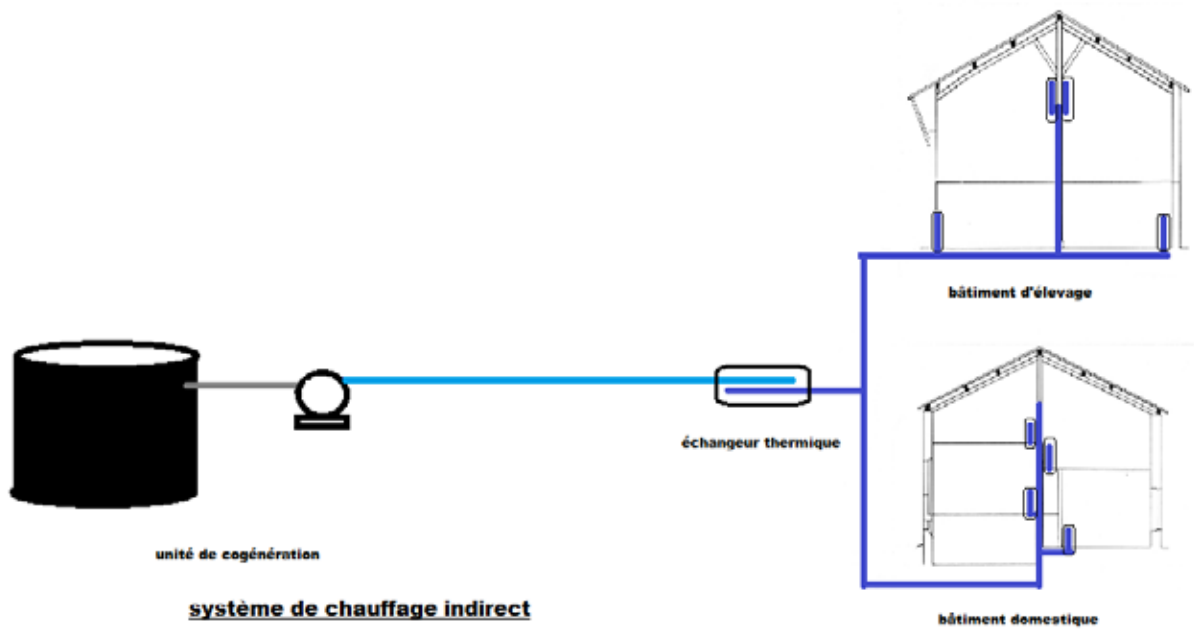 bâtiment d'élevage
échangeur thermique
unité de cogénération
système de chauffage indirect
bâtiment domestique